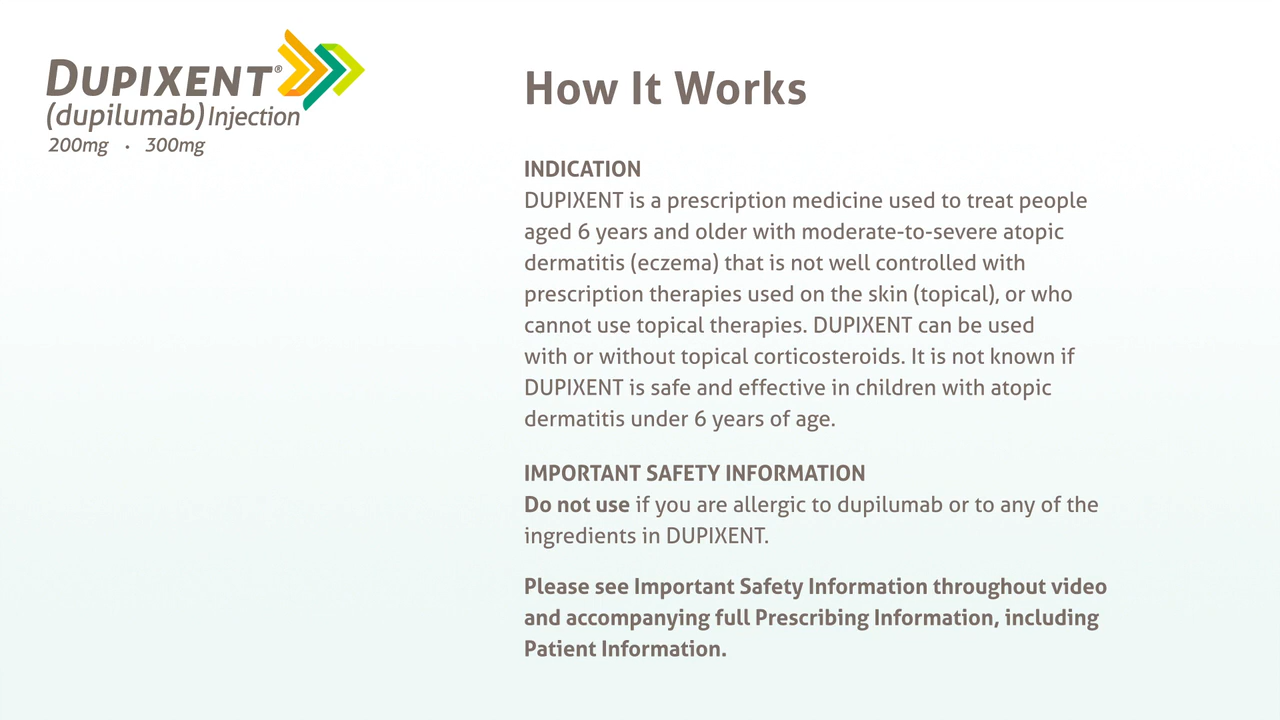 DUPIXENT®
(dupilumab) Injection
200mg • 300mg
How It Works
INDICATION
DUPIXENT is a prescription medicine used to treat people
aged 6 years and older with moderate-to-severe atopic
dermatitis (eczema) that is not well controlled with
prescription therapies used on the skin (topical), or who
cannot use topical therapies. DUPIXENT can be used
with or without topical corticosteroids. It is not known if
DUPIXENT is safe and effective in children with atopic
dermatitis under 6 years of age.
IMPORTANT SAFETY INFORMATION
Do not use if you are allergic to dupilumab or to any of the
ingredients in DUPIXENT.
Please see Important Safety Information throughout video
and accompanying full Prescribing Information, including
Patient Information.